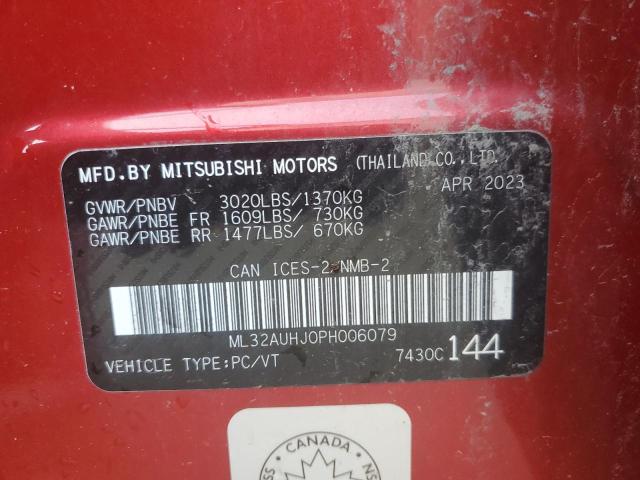 MFD.BY MITSUBISHI MOTORS (THAILAND CO., LTD.
APR 2023
GVWR/PNBV 3020LBS/1370KG
GAWR/PNBE FR 1609LBS/ 730KG
GAWR/PNBE RR 1477LBS/ 670KG
CAN ICES-2/NMB-2
ML32AUHJ0PH006079
VEHICLE TYPE:PC/VT 7430C 144
CANADA